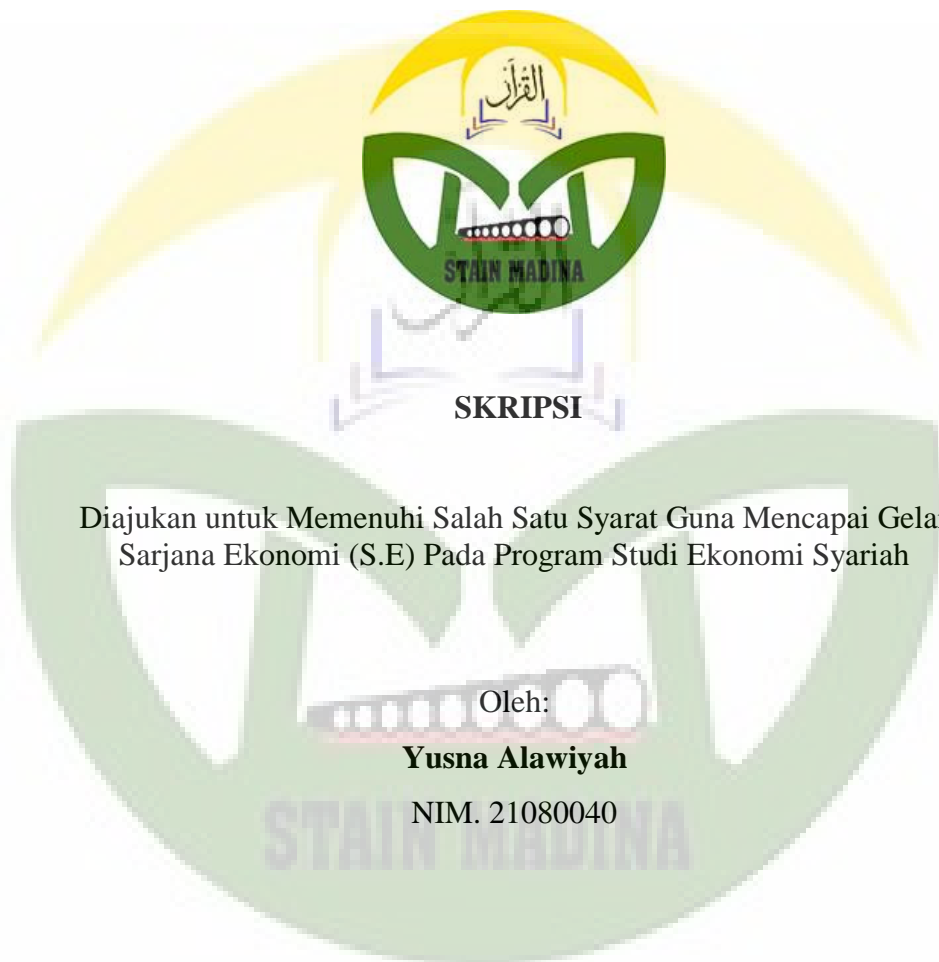 القرآن
STAIN MADINA
القرآن
SKRIPSI
Diajukan untuk Memenuhi Salah Satu Syarat Guna Mencapai Gelar
Sarjana Ekonomi (S.E) Pada Program Studi Ekonomi Syariah
Oleh:
Yusna Alawiyah
NIM. 21080040
STAIN MADINA